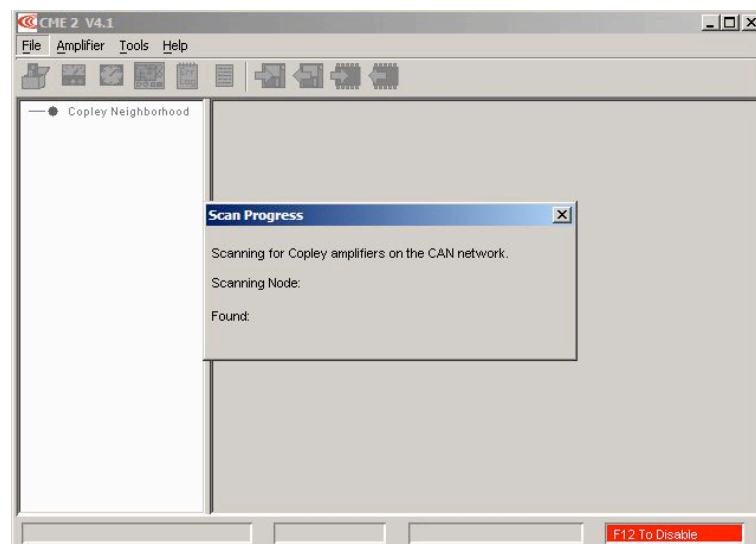 CME 2 V4.1
File Amplifier Tools Help
Copley Neighborhood
Scan Progress
Scanning for Copley amplifiers on the CAN network.
Scanning Node:
Found:
F12 To Disable